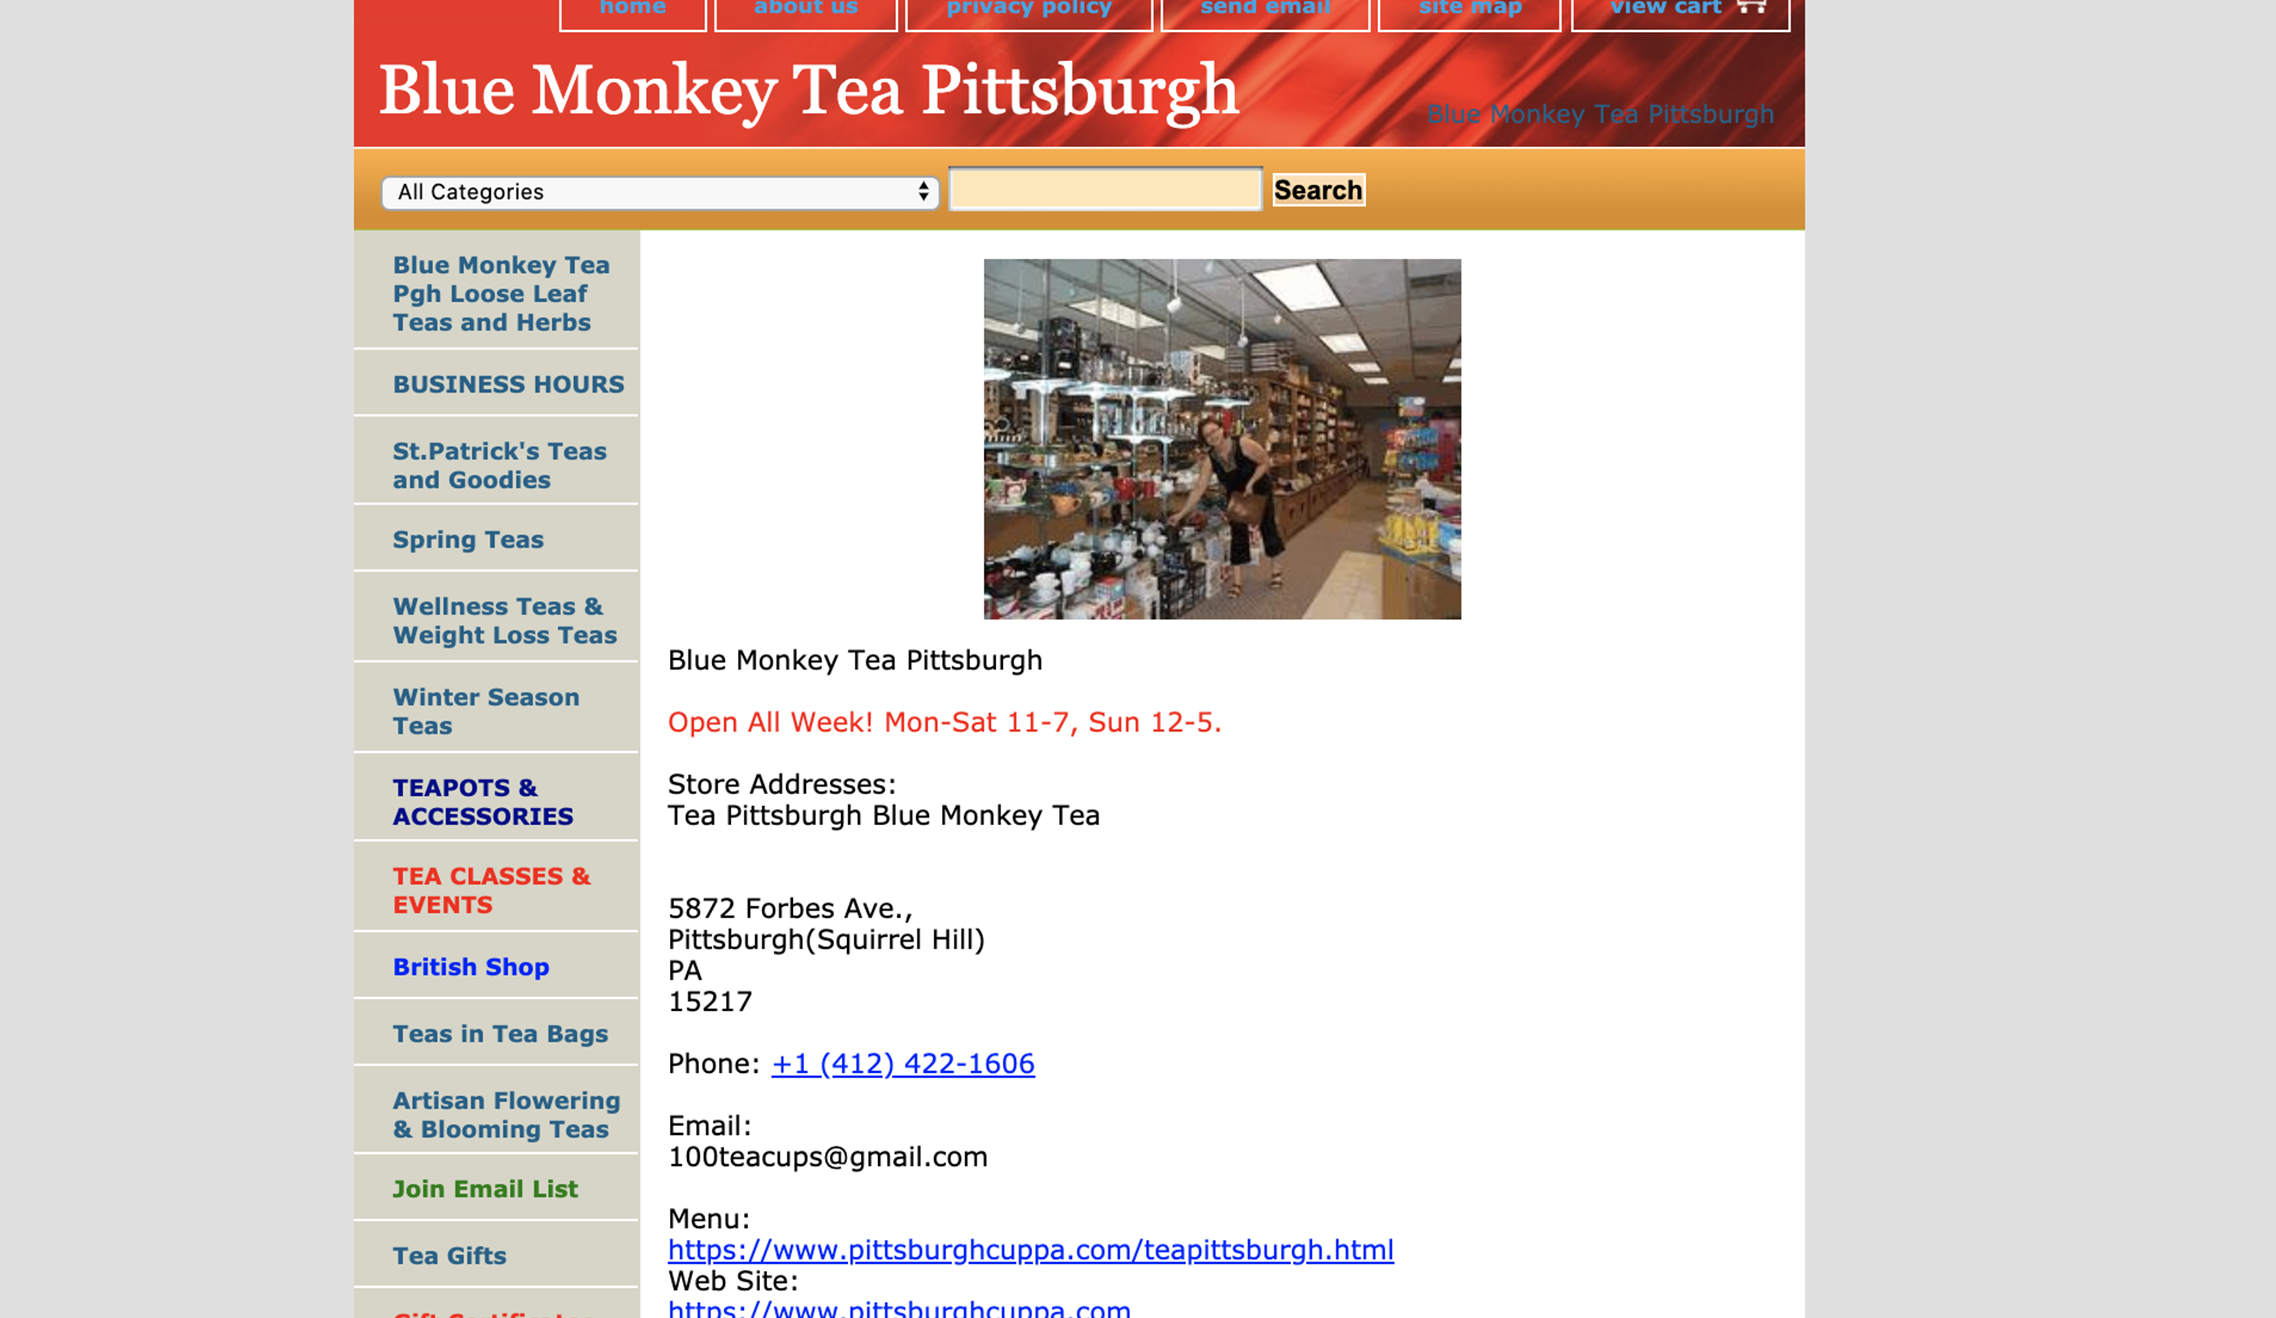 home about us privacy policy send email site map view cart
Blue Monkey Tea Pittsburgh
Blue Monkey Tea Pittsburgh
All Categories Search
Blue Monkey Tea
Pgh Loose Leaf
Teas and Herbs
BUSINESS HOURS
St.Patrick's Teas
and Goodies
Spring Teas
Wellness Teas &
Weight Loss Teas
Winter Season
Teas
TEAPOTS &
ACCESSORIES
TEA CLASSES &
EVENTS
British Shop
Teas in Tea Bags
Artisan Flowering
& Blooming Teas
Join Email List
Tea Gifts
Gift Certificates
Blue Monkey Tea Pittsburgh
Open All Week! Mon-Sat 11-7, Sun 12-5.
Store Addresses:
Tea Pittsburgh Blue Monkey Tea
5872 Forbes Ave.,
Pittsburgh(Squirrel Hill)
PA
15217
Phone: +1 (412) 422-1606
Email:
100teacups@gmail.com
Menu:
https://www.pittsburghcuppa.com/teapittsburgh.html
Web Site:
https://www.pittsburghcuppa.com